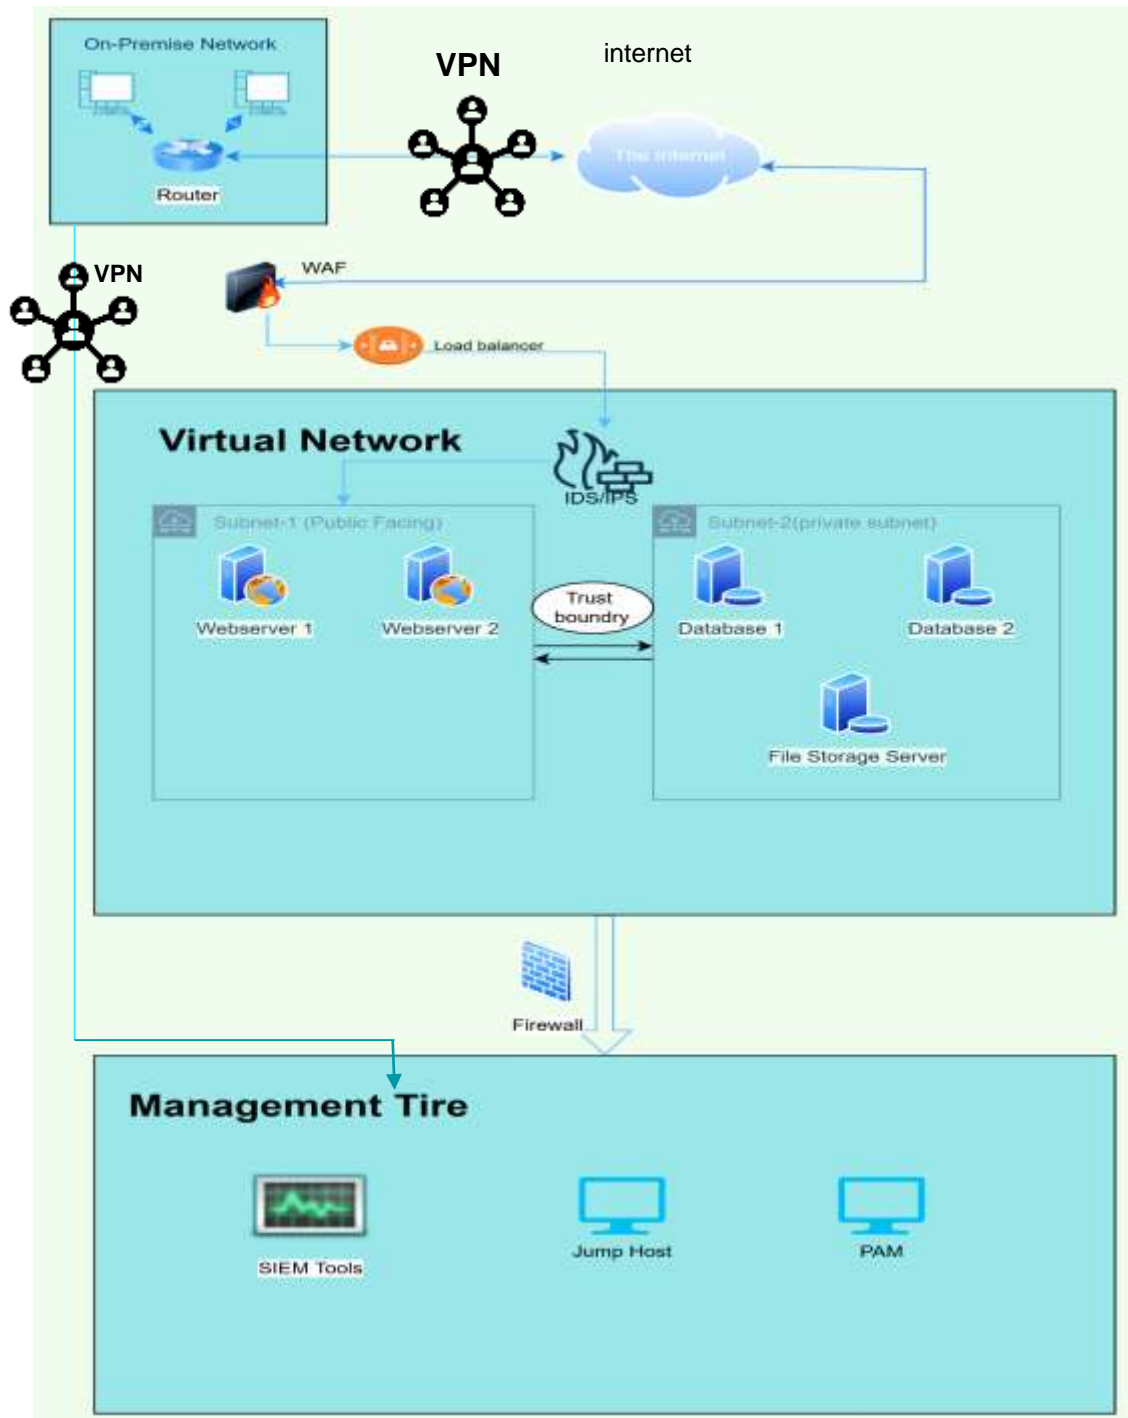 On-Premise Network
VPN
internet
The Internet
Router
VPN
WAF
Load balancer
Virtual Network
IDS/IPS
Subnet-1 (Public Facing)
Subnet-2(private subnet)
Trust
boundry
Webserver 1
Webserver 2
Database 1
Database 2
File Storage Server
Firewall
Management Tire
SIEM Tools
Jump Host
PAM